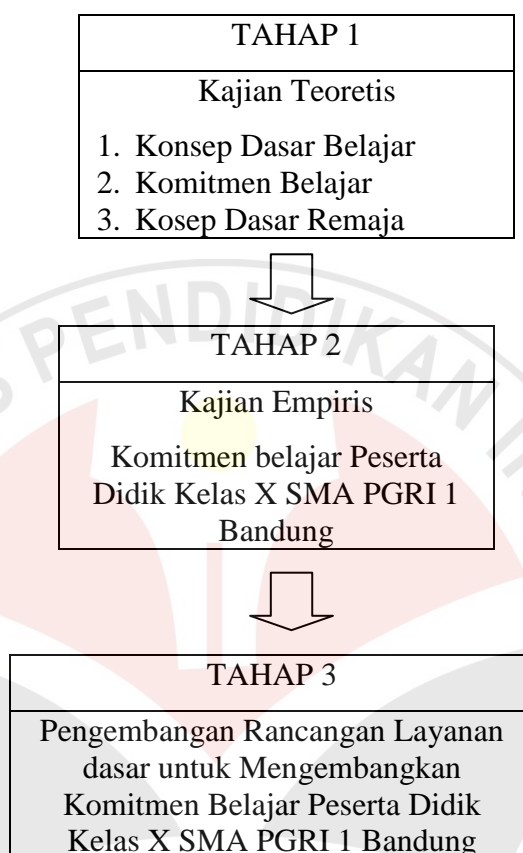 TAHAP 1
Kajian Teoretis
1. Konsep Dasar Belajar
2. Komitmen Belajar
3. Kosep Dasar Remaja
PENDIDIKAN
TAHAP 2
Kajian Empiris
Komitmen belajar Peserta
Didik Kelas X SMA PGRI 1
Bandung
TAHAP 3
Pengembangan Rancangan Layanan
dasar untuk Mengembangkan
Komitmen Belajar Peserta Didik
Kelas X SMA PGRI 1 Bandung